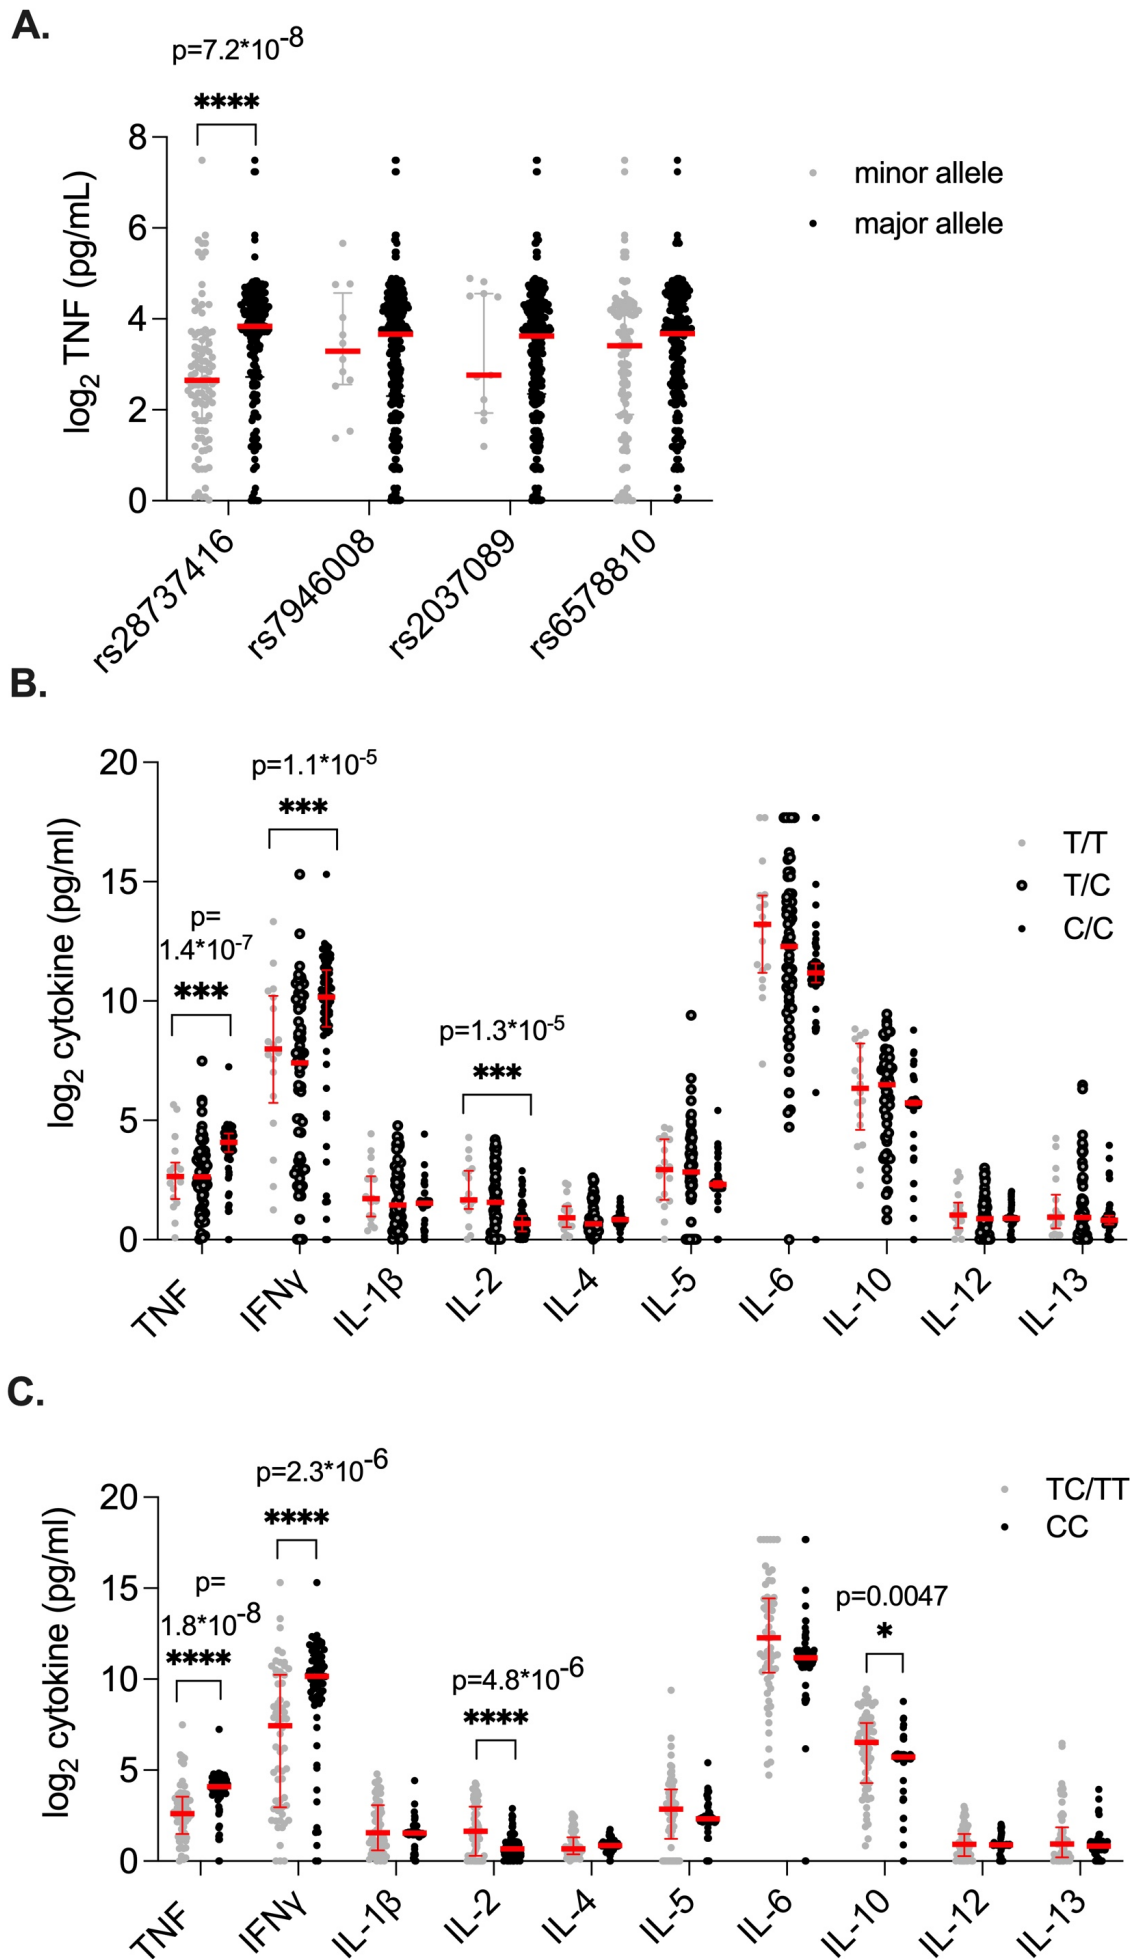 A.
p=7.2*10-8
****
8
6
4
2
0
log2 TNF (pg/mL)
minor allele
major allele
rs28737416
rs7946008
rs2037089
rs6578810
B.
20
15
10
5
0
log2 cytokine (pg/ml)
p=1.1*10-5
***
p=
1.4*10-7
***
p=1.3*10-5
***
T/T
T/C
C/C
TNF
IFNγ
IL-1β
IL-2
IL-4
IL-5
IL-6
IL-10
IL-12
IL-13
C.
20
15
10
5
0
log2 cytokine (pg/ml)
p=2.3*10-6
****
p=
1.8*10-8
****
p=4.8*10-6
****
p=0.0047
*
TC/TT
CC
TNF
IFNγ
IL-1β
IL-2
IL-4
IL-5
IL-6
IL-10
IL-12
IL-13